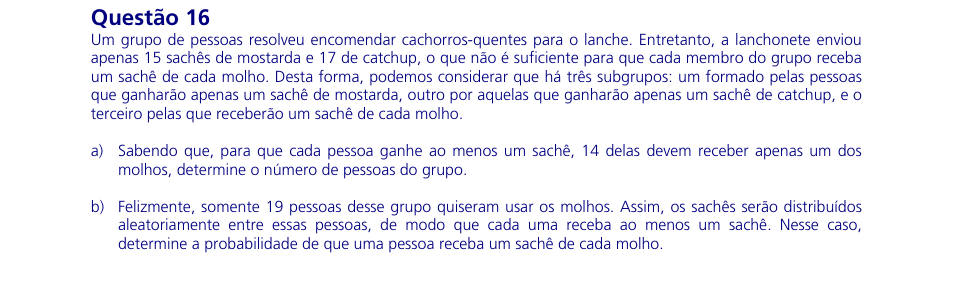 Questão 16
Um grupo de pessoas resolveu encomendar cachorros-quentes para o lanche. Entretanto, a lanchonete enviou
apenas 15 sachês de mostarda e 17 de catchup, o que não é suficiente para que cada membro do grupo receba
um sachê de cada molho. Desta forma, podemos considerar que há três subgrupos: um formado pelas pessoas
que ganharão apenas um sachê de mostarda, outro por aquelas que ganharão apenas um sachê de catchup, e o
terceiro pelas que receberão um sachê de cada molho.
a) Sabendo que, para que cada pessoa ganhe ao menos um sachê, 14 delas devem receber apenas um dos
molhos, determine o número de pessoas do grupo.
b) Felizmente, somente 19 pessoas desse grupo quiseram usar os molhos. Assim, os sachês serão distribuídos
aleatoriamente entre essas pessoas, de modo que cada uma receba ao menos um sachê. Nesse caso,
determine a probabilidade de que uma pessoa receba um sachê de cada molho.